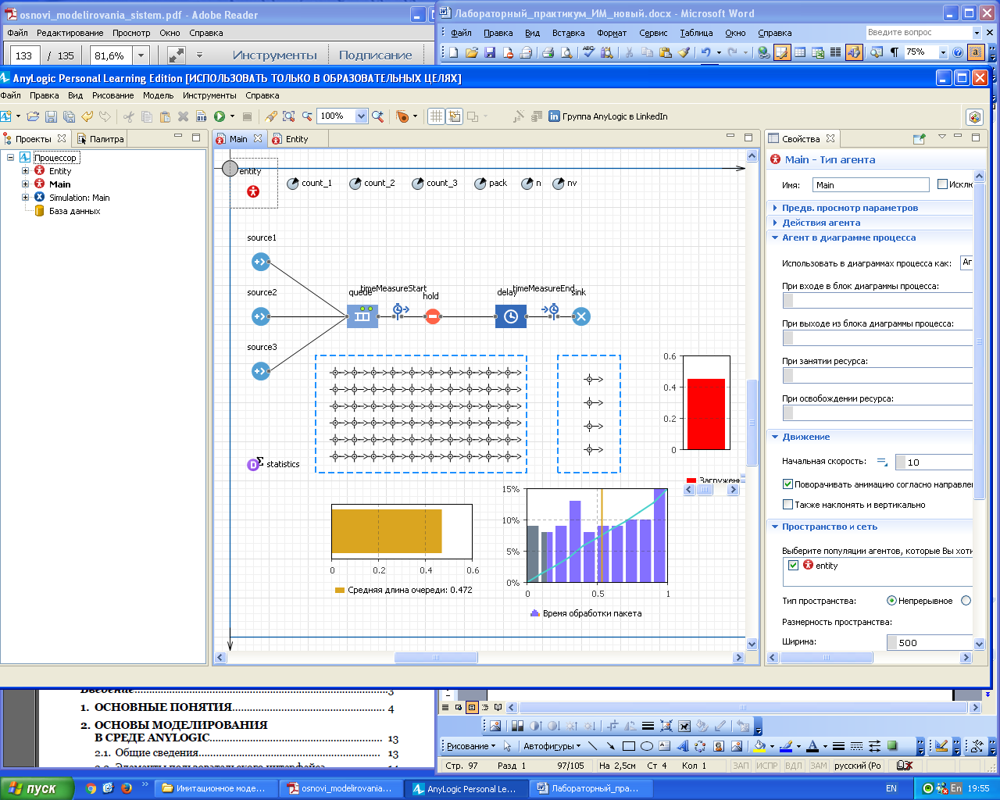 osnovi_modelirovania_sistem.pdf - Adobe Reader
Файл Редактирование Просмотр Окно Справка
133 / 135 81,6% Инструменты Подписание
Лабораторный_практикум_ИМ_новый.docx - Microsoft Word
Файл Правка Вид Вставка Формат Сервис Таблица Окно Справка Введите вопрос
75%
AnyLogic Personal Learning Edition [ИСПОЛЬЗОВАТЬ ТОЛЬКО В ОБРАЗОВАТЕЛЬНЫХ ЦЕЛЯХ]
Файл Правка Вид Рисование Модель Инструменты Справка
100% Группа AnyLogic в LinkedIn
Проекты Палитра
Процессор
Entity
Main
Simulation: Main
База данных
Main Entity
entity
count_1 count_2 count_3 pack n nv
source1
source2
source3
queue timeMeasureStart hold delay timeMeasureEnd sink
statistics
0.6
0.4
0.2
0
Загружен
0 0.2 0.4 0.6
Средняя длина очереди: 0.472
15%
10%
5%
0%
0 0.5 1
Время обработки пакета
Свойства
Main - Тип агента
Имя: Main Исклю
Предв. просмотр параметров
Действия агента
Агент в диаграмме процесса
Использовать в диаграммах процесса как: Аг
При входе в блок диаграммы процесса:
При выходе из блока диаграммы процесса:
При занятии ресурса:
При освобождении ресурса:
Движение
Начальная скорость: 10
Поворачивать анимацию согласно направле
Также наклонять и вертикально
Пространство и сеть
Выберите популяции агентов, которые Вы хоти
entity
Тип пространства: Непрерывное
Размерность пространства:
Ширина: 500
Введение 3
1. ОСНОВНЫЕ ПОНЯТИЯ 4
2. ОСНОВЫ МОДЕЛИРОВАНИЯ
В СРЕДЕ ANYLOGIC 13
2.1. Общие сведения 13
Рисование Автофигуры
Стр. 97 Разд 1 97/105 На 2,5см Ст 4 Кол 1 ЗАП ИСПР ВДЛ ЗАМ русский (Ро
пуск Имитационное моде... osnovi_modelirovania... AnyLogic Personal Le... Лабораторный_пра... EN En 19:55